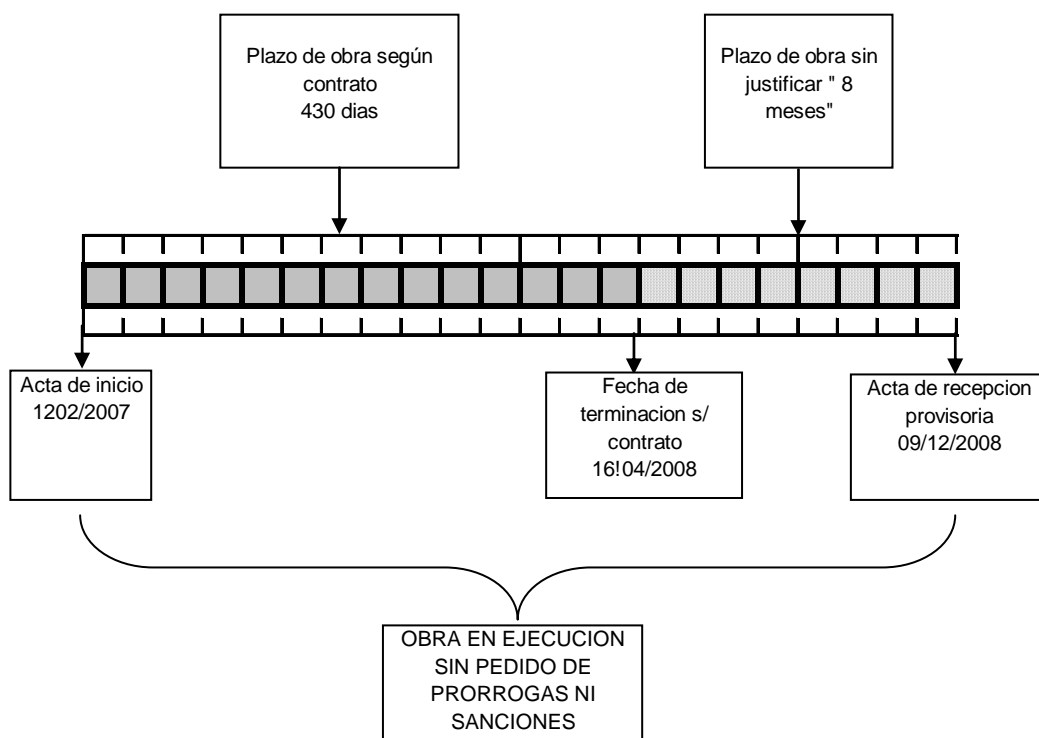 Plazo de obra según
contrato
430 dias
Plazo de obra sin
justificar " 8
meses"
Acta de inicio
1202/2007
Fecha de
terminacion s/
contrato
16!04/2008
Acta de recepcion
provisoria
09/12/2008
OBRA EN EJECUCION
SIN PEDIDO DE
PRORROGAS NI
SANCIONES